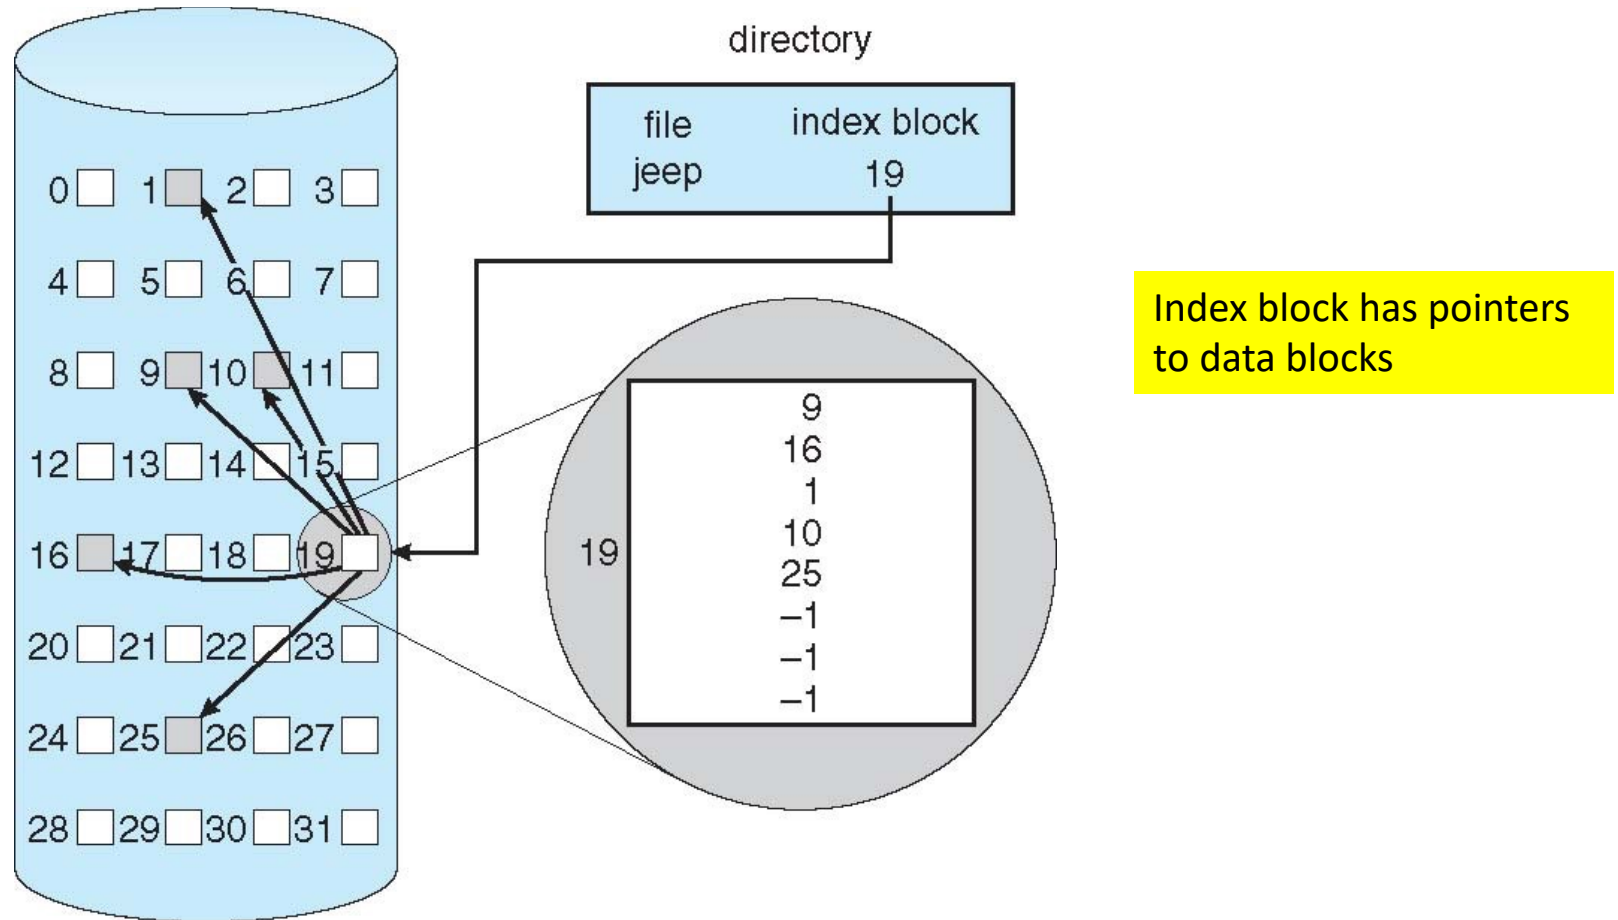 directory
file index block
jeep 19
0 1 2 3
4 5 6 7
8 9 10 11
12 13 14 15
16 17 18 19
20 21 22 23
24 25 26 27
28 29 30 31
19
9
16
1
10
25
–1
–1
–1
Index block has pointers
to data blocks